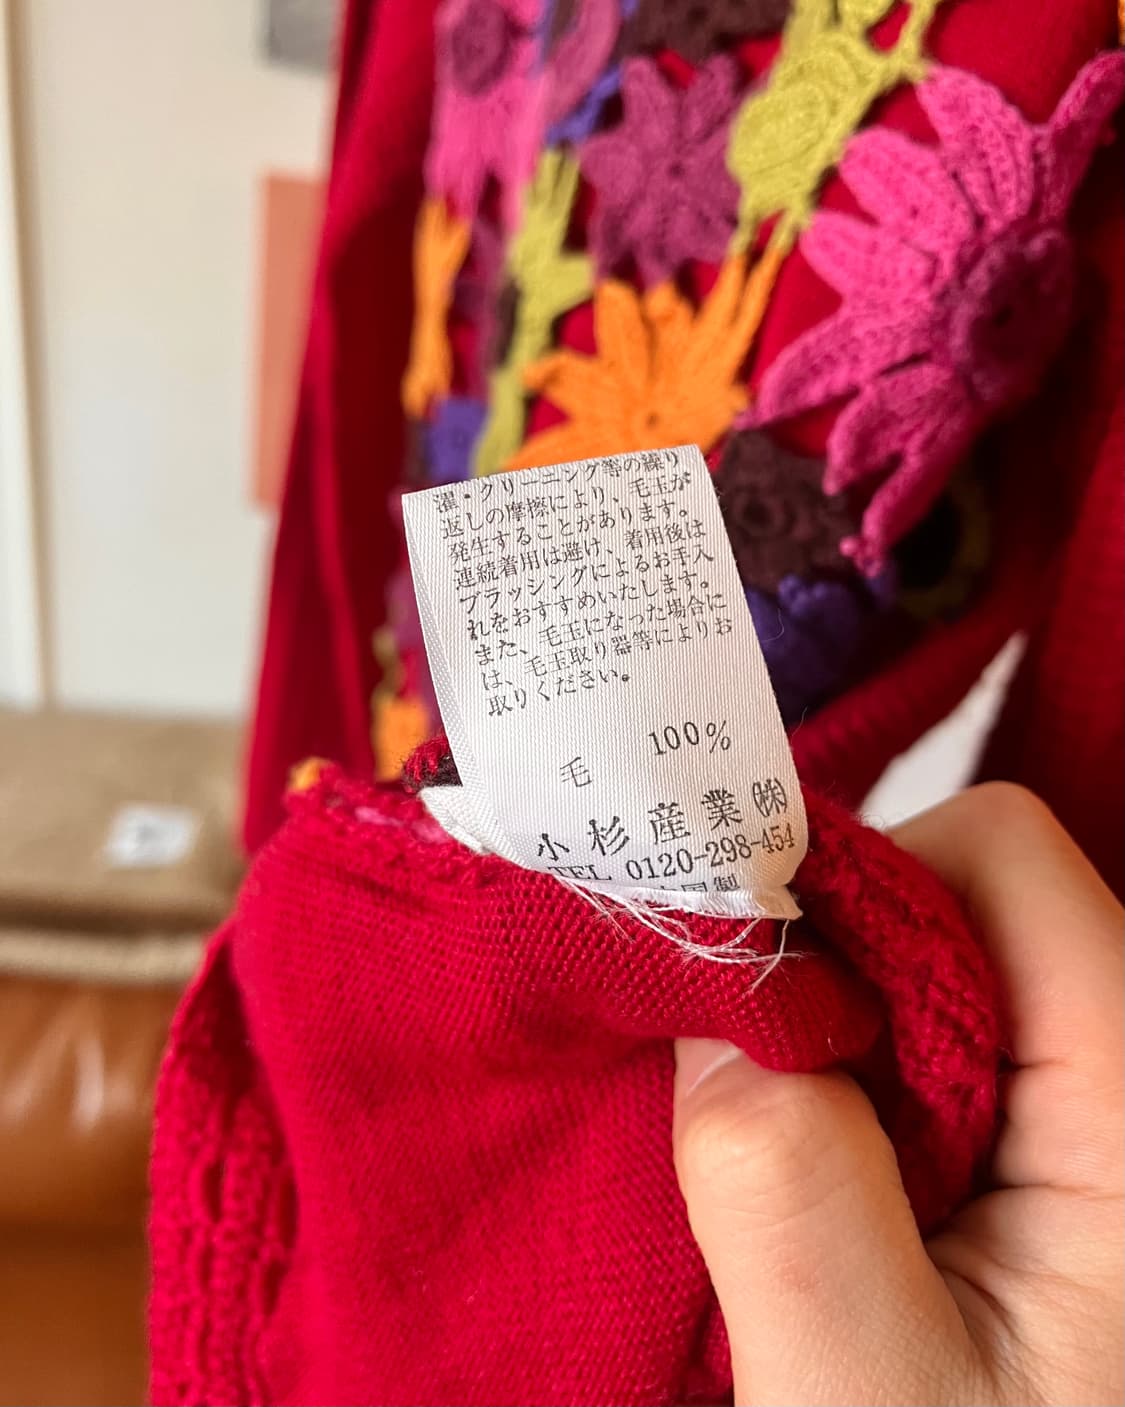 濯・クリーニング等の繰り
返しの摩擦により、毛玉が
発生することがあります。
連続着用は避け、着用後は
ブラッシングによるお手入
れをおすすめいたします。
また、毛玉になった場合に
は、毛玉取り器等によりお
取りください。
毛 100%
小杉産業㈱
TEL 0120-298-454
国製